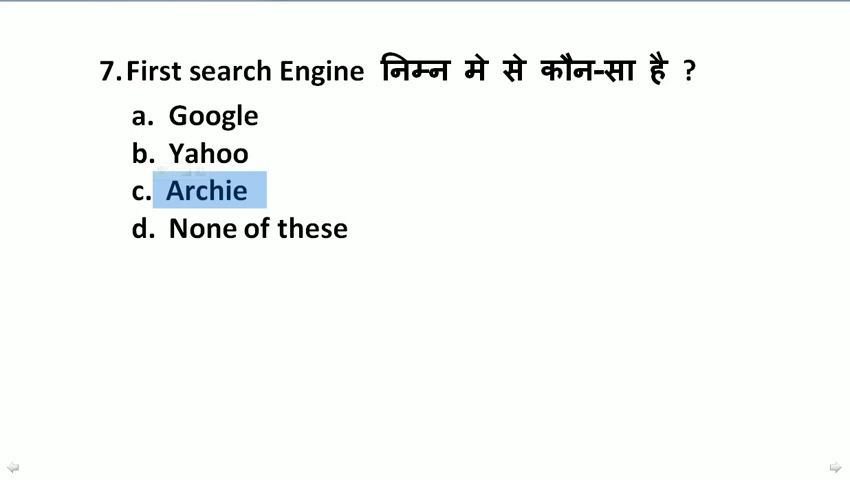 7. First search Engine निम्न मे से कौन-सा है ?
a. Google
b. Yahoo
c. Archie
d. None of these